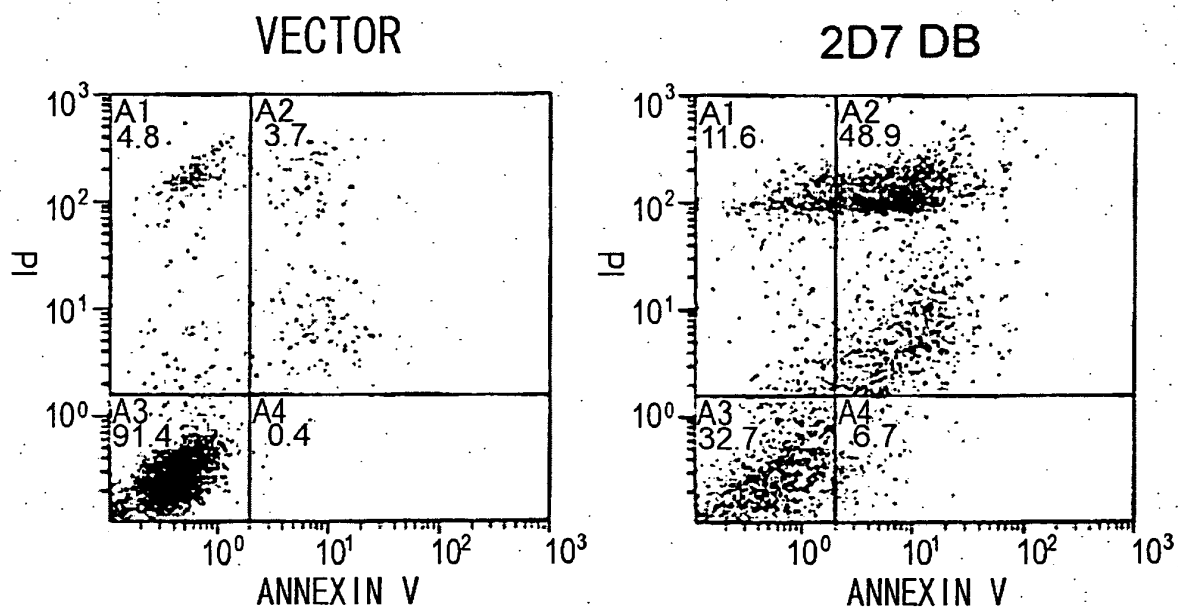 VECTOR
10³
A1
4.8
A2
3.7
10²
PI
10¹
10⁰
A3
91.4
A4
0.4
10⁰ 10¹ 10² 10³
ANNEXIN V
2D7 DB
10³
A1
11.6
A2
48.9
10²
PI
10¹
10⁰
A3
32.7
A4
6.7
10⁰ 10¹ 10² 10³
ANNEXIN V